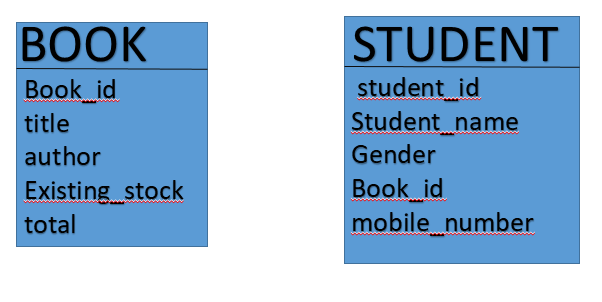 BOOK
Book_id
title
author
Existing_stock
total
STUDENT
student_id
Student_name
Gender
Book_id
mobile_number